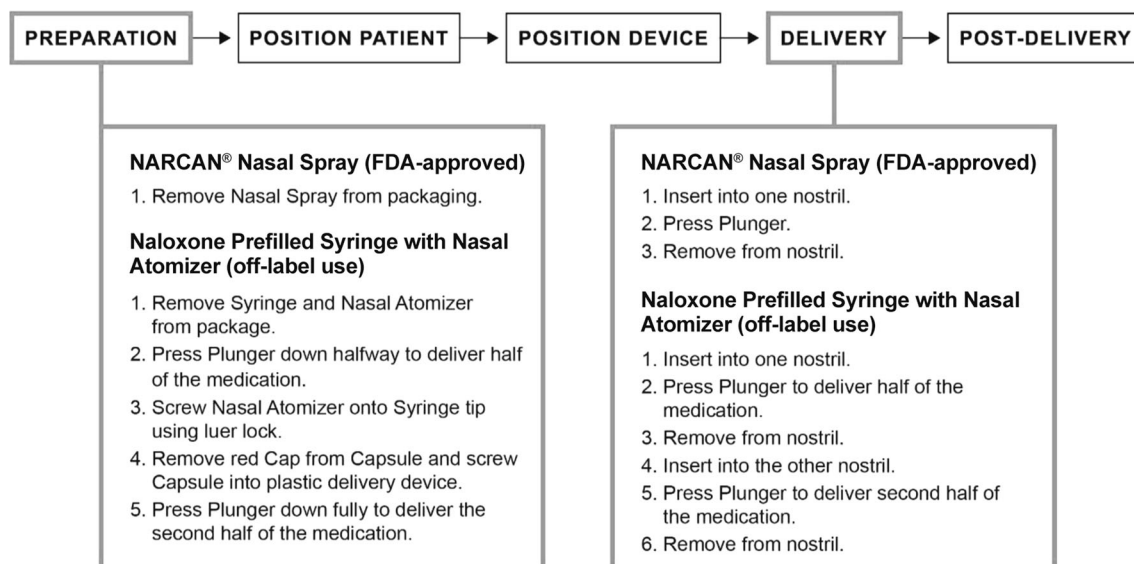 PREPARATION
POSITION PATIENT
POSITION DEVICE
DELIVERY
POST-DELIVERY
NARCAN® Nasal Spray (FDA-approved)
1. Remove Nasal Spray from packaging.
Naloxone Prefilled Syringe with Nasal
Atomizer (off-label use)
1. Remove Syringe and Nasal Atomizer
from package.
2. Press Plunger down halfway to deliver half
of the medication.
3. Screw Nasal Atomizer onto Syringe tip
using luer lock.
4. Remove red Cap from Capsule and screw
Capsule into plastic delivery device.
5. Press Plunger down fully to deliver the
second half of the medication.
NARCAN® Nasal Spray (FDA-approved)
1. Insert into one nostril.
2. Press Plunger.
3. Remove from nostril.
Naloxone Prefilled Syringe with Nasal
Atomizer (off-label use)
1. Insert into one nostril.
2. Press Plunger to deliver half of the
medication.
3. Remove from nostril.
4. Insert into the other nostril.
5. Press Plunger to deliver second half of
the medication.
6. Remove from nostril.